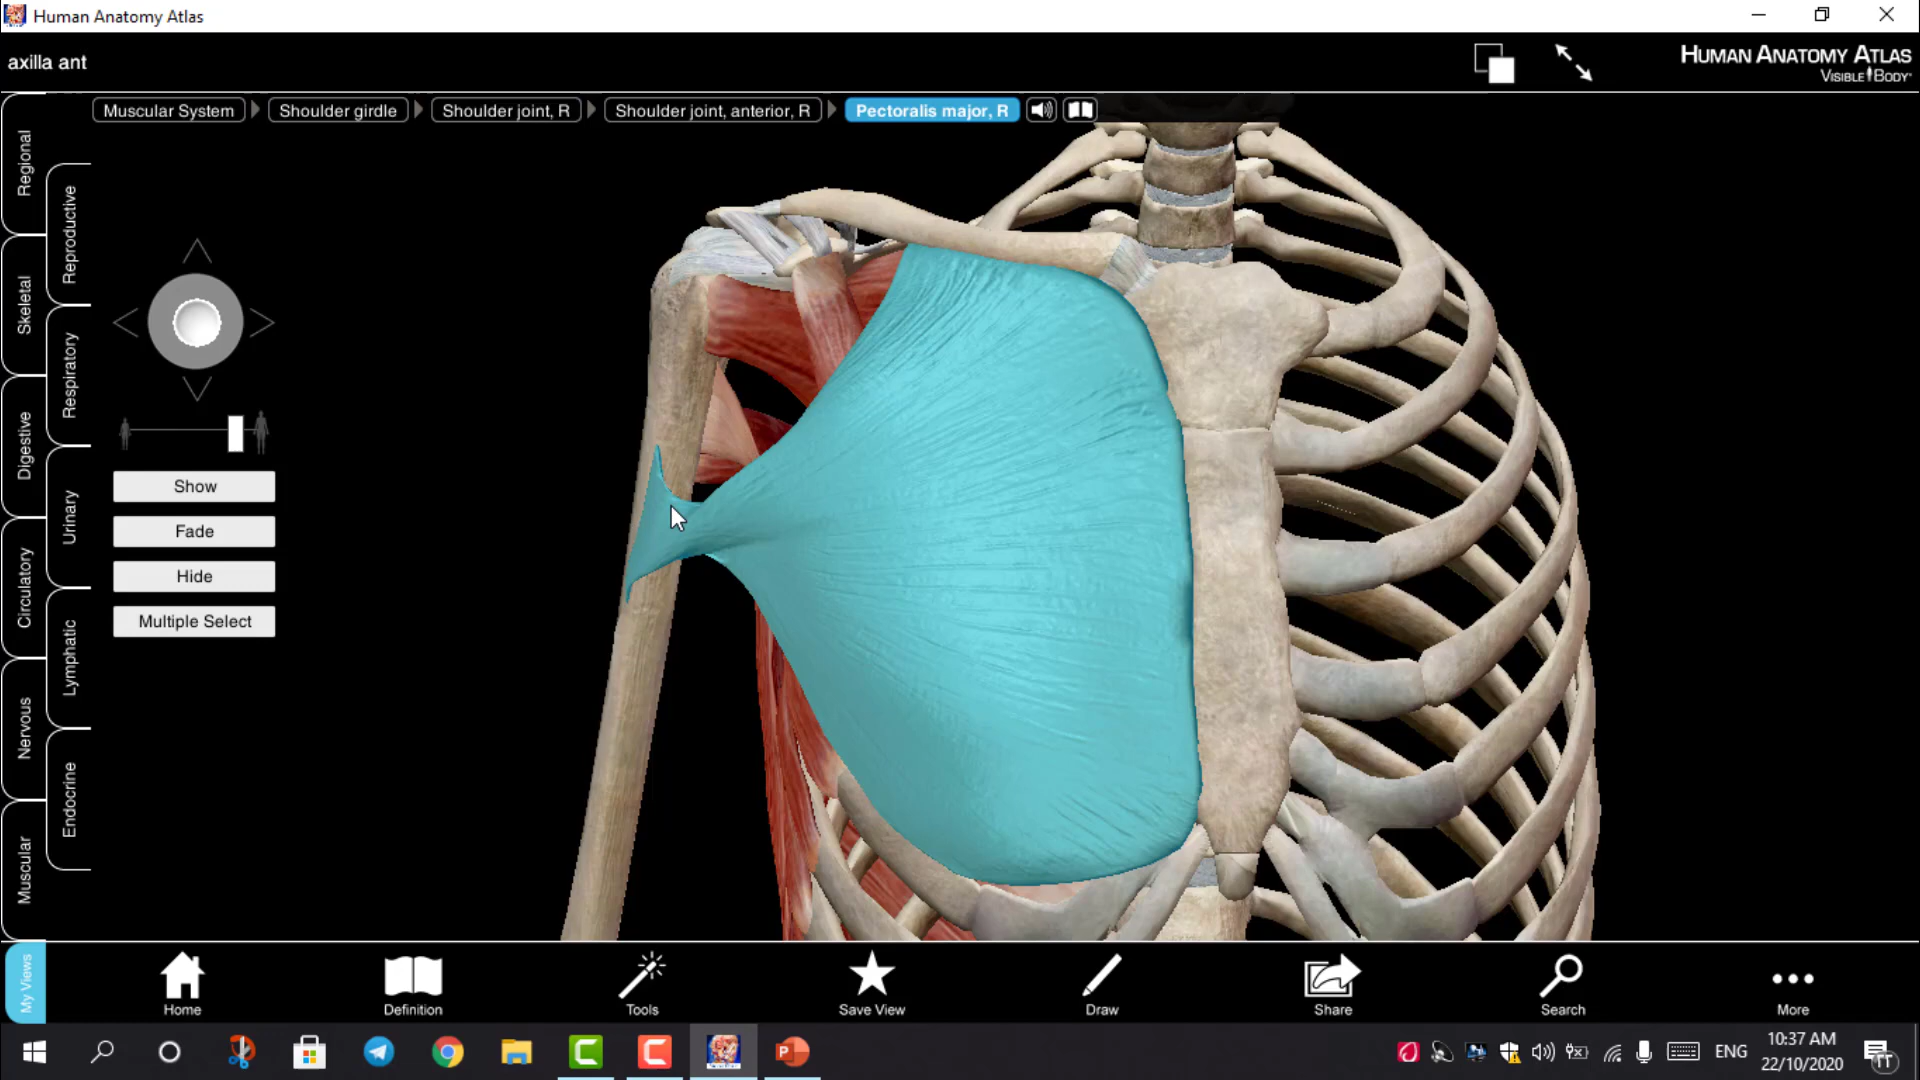 Human Anatomy Atlas
axilla ant
HUMAN ANATOMY ATLAS
VISIBLE BODY®
Muscular System
Shoulder girdle
Shoulder joint, R
Shoulder joint, anterior, R
Pectoralis major, R
Regional
Skeletal
Digestive
Circulatory
Nervous
Muscular
My Views
Reproductive
Respiratory
Urinary
Lymphatic
Endocrine
Show
Fade
Hide
Multiple Select
Home
Definition
Tools
Save View
Draw
Share
Search
More
ENG
10:37 AM
22/10/2020